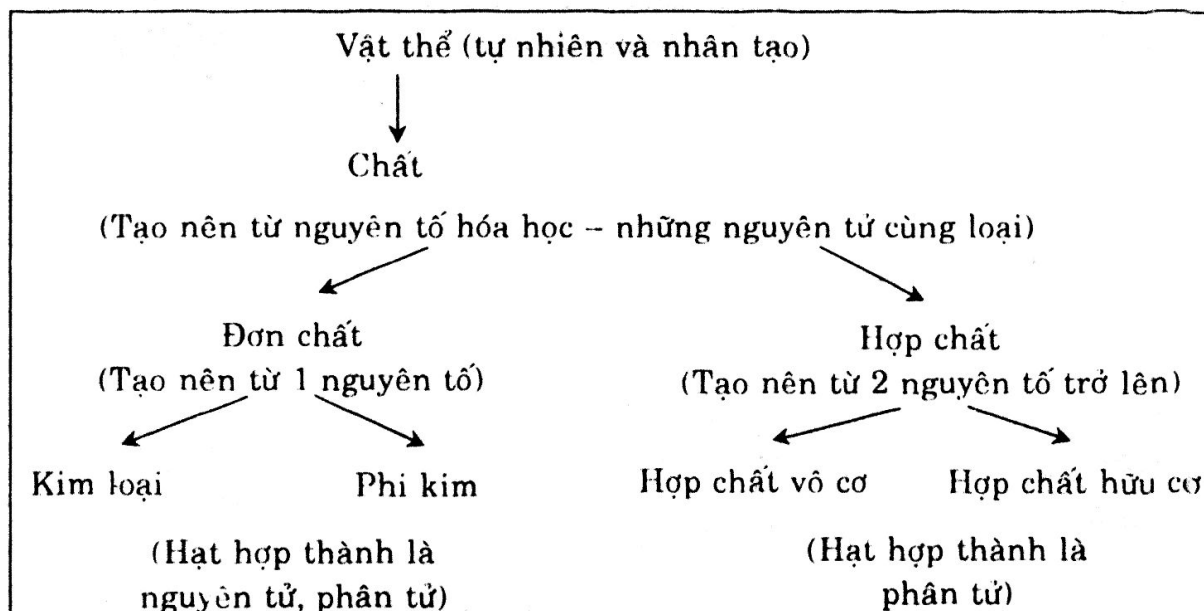 Vật thể (tự nhiên và nhân tạo)
Chất
(Tạo nên từ nguyên tố hóa học – những nguyên tử cùng loại)
Đơn chất
(Tạo nên từ 1 nguyên tố)
Hợp chất
(Tạo nên từ 2 nguyên tố trở lên)
Kim loại
Phi kim
Hợp chất vô cơ
Hợp chất hữu cơ
(Hạt hợp thành là
nguyên tử, phân tử)
(Hạt hợp thành là
phân tử)